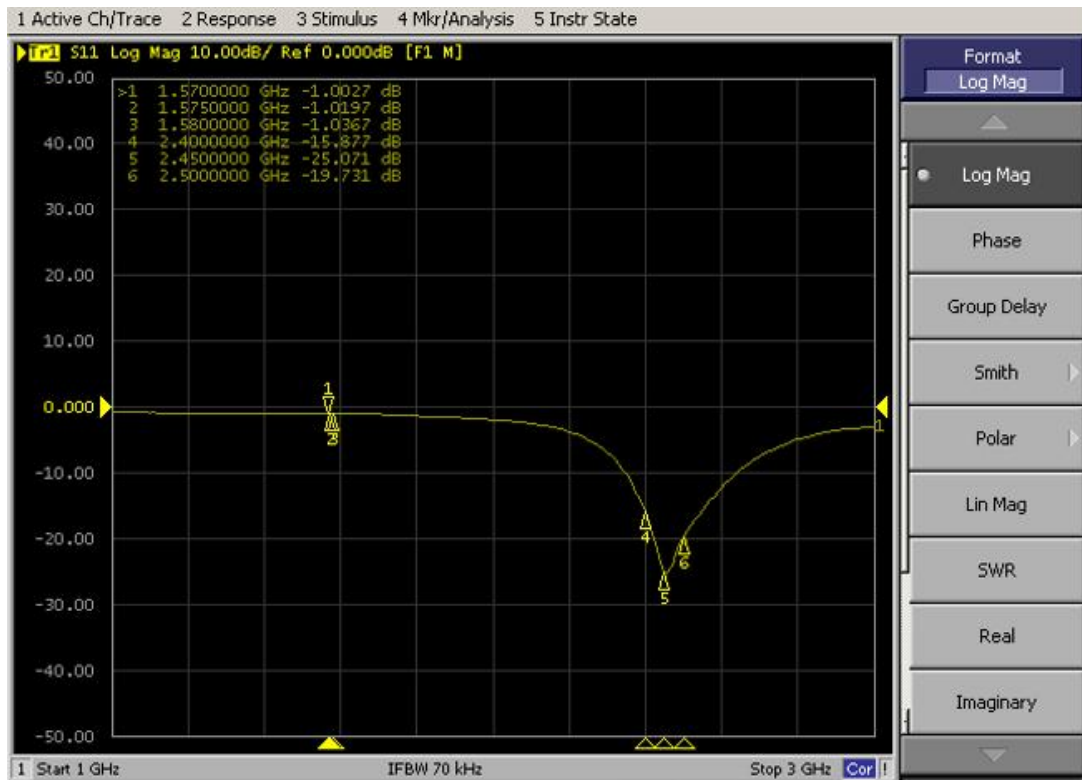 1 Active Ch/Trace 2 Response 3 Stimulus 4 Mkr/Analysis 5 Instr State
Tr1 S11 Log Mag 10.00dB/ Ref 0.000dB [F1 M]
50.00
40.00
30.00
20.00
10.00
0.000
-10.00
-20.00
-30.00
-40.00
-50.00
>1 1.5700000 GHz -1.0027 dB
2 1.5750000 GHz -1.0197 dB
3 1.5800000 GHz -1.0367 dB
4 2.4000000 GHz -15.877 dB
5 2.4500000 GHz -25.071 dB
6 2.5000000 GHz -19.731 dB
1
2
3
4
5
6
1
1 Start 1 GHz IFBW 70 kHz Stop 3 GHz Cor !
Format
Log Mag
Log Mag
Phase
Group Delay
Smith
Polar
Lin Mag
SWR
Real
Imaginary